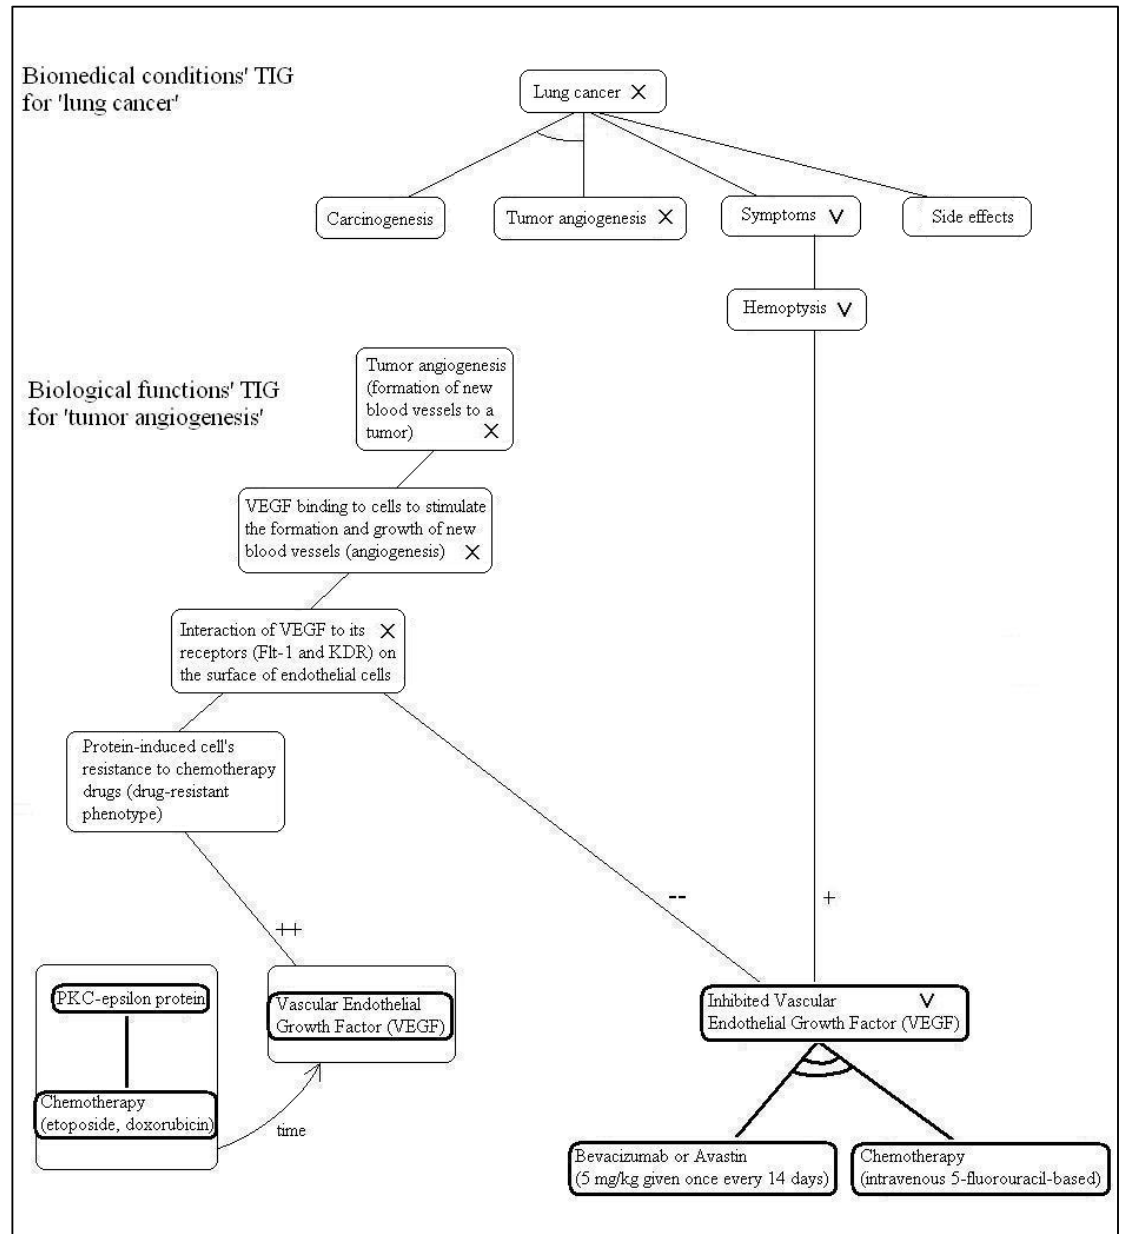 Biomedical conditions' TIG
for 'lung cancer'
Lung cancer X
Carcinogenesis
Tumor angiogenesis X
Symptoms V
Side effects
Hemoptysis V
Biological functions' TIG
for 'tumor angiogenesis'
Tumor angiogenesis
(formation of new
blood vessels to a
tumor) X
VEGF binding to cells to stimulate
the formation and growth of new
blood vessels (angiogenesis) X
Interaction of VEGF to its X
receptors (Flt-1 and KDR) on
the surface of endothelial cells
Protein-induced cell's
resistance to chemotherapy
drugs (drug-resistant
phenotype)
++
--
+
PKC-epsilon protein
Chemotherapy
(etoposide, doxorubicin)
time
Vascular Endothelial
Growth Factor (VEGF)
Inhibited Vascular V
Endothelial Growth Factor (VEGF)
Bevacizumab or Avastin
(5 mg/kg given once every 14 days)
Chemotherapy
(intravenous 5-fluorouracil-based)